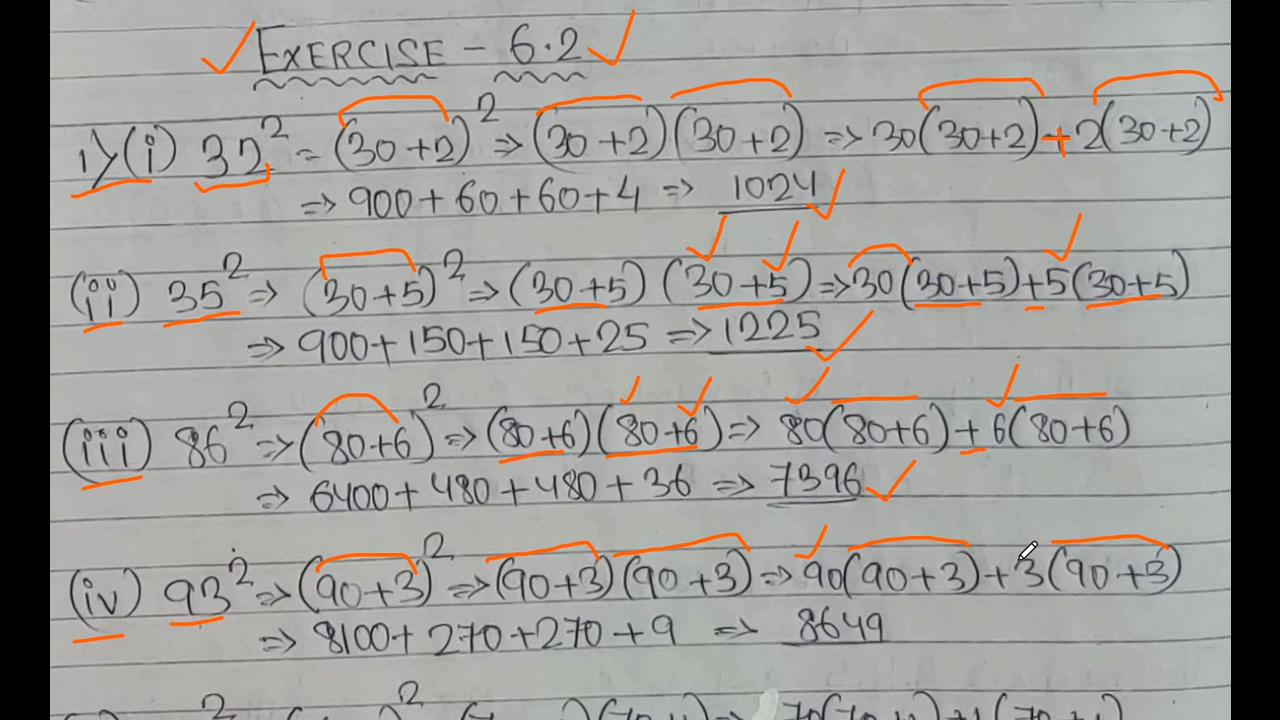 EXERCISE - 6.2
1) (i) 32² = (30+2)² => (30+2)(30+2) => 30(30+2)+2(30+2)
=> 900+60+60+4 => 1024
(ii) 35² => (30+5)² => (30+5) (30+5) => 30(30+5)+5(30+5)
=> 900+150+150+25 => 1225
(iii) 86² => (80+6)² => (80+6)(80+6) => 80(80+6)+6(80+6)
=> 6400+480+480+36 => 7396
(iv) 93² => (90+3)² => (90+3)(90+3) => 90(90+3)+3(90+3)
=> 8100+270+270+9 => 8649